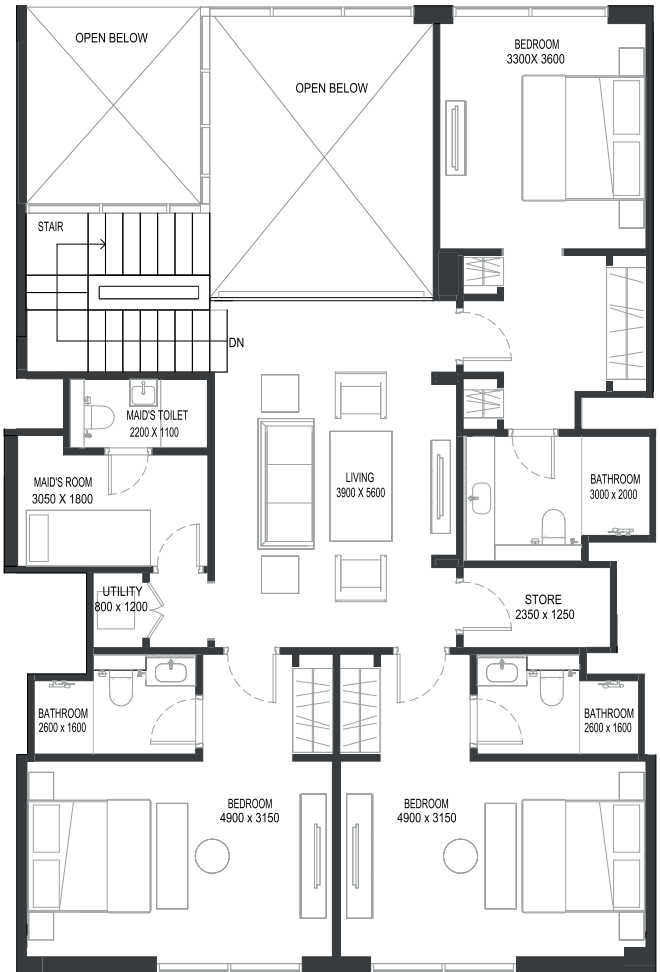 OPEN BELOW
OPEN BELOW
BEDROOM
3300X 3600
STAIR
DN
MAID'S TOILET
2200 X 1100
MAID'S ROOM
3050 X 1800
LIVING
3900 X 5600
BATHROOM
3000 x 2000
UTILITY
800 x 1200
STORE
2350 x 1250
BATHROOM
2600 x 1600
BATHROOM
2600 x 1600
BEDROOM
4900 x 3150
BEDROOM
4900 x 3150